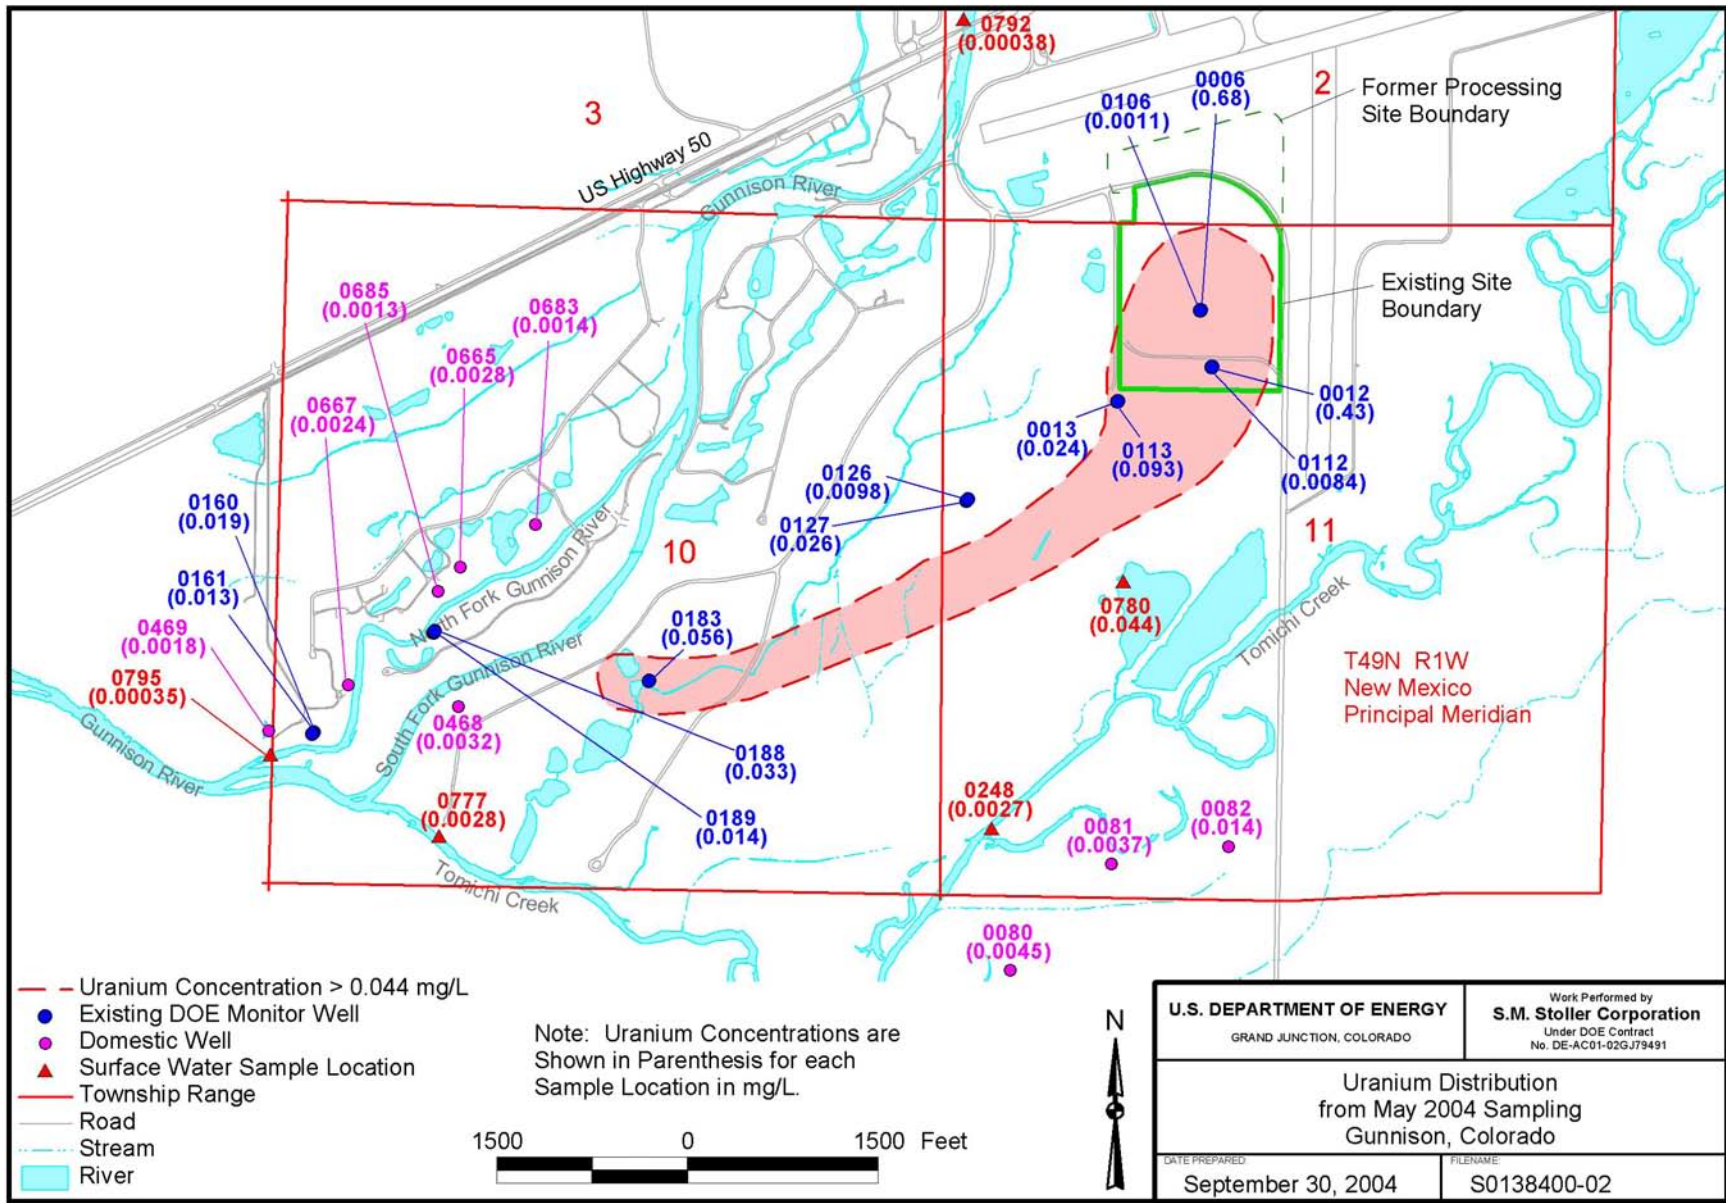 0792
(0.00038)
3
2
0106
(0.0011)
0006
(0.68)
Former Processing
Site Boundary
US Highway 50
Gunnison River
Existing Site
Boundary
0685
(0.0013)
0683
(0.0014)
0665
(0.0028)
0667
(0.0024)
0012
(0.43)
0013
(0.024)
0113
(0.093)
0112
(0.0084)
0126
(0.0098)
0127
(0.026)
10
11
0160
(0.019)
0161
(0.013)
0469
(0.0018)
0795
(0.00035)
North Fork Gunnison River
South Fork Gunnison River
Gunnison River
0183
(0.056)
0780
(0.044)
Tomichi Creek
T49N R1W
New Mexico
Principal Meridian
0468
(0.0032)
0188
(0.033)
0189
(0.014)
0777
(0.0028)
0248
(0.0027)
0081
(0.0037)
0082
(0.014)
Tomichi Creek
0080
(0.0045)
Uranium Concentration > 0.044 mg/L
Existing DOE Monitor Well
Domestic Well
Surface Water Sample Location
Township Range
Road
Stream
River
Note: Uranium Concentrations are
Shown in Parenthesis for each
Sample Location in mg/L.
1500 0 1500 Feet
N
U.S. DEPARTMENT OF ENERGY
GRAND JUNCTION, COLORADO
Work Performed by
S.M. Stoller Corporation
Under DOE Contract
No. DE-AC01-02GJ79491
Uranium Distribution
from May 2004 Sampling
Gunnison, Colorado
DATE PREPARED:
September 30, 2004
FILENAME:
S0138400-02